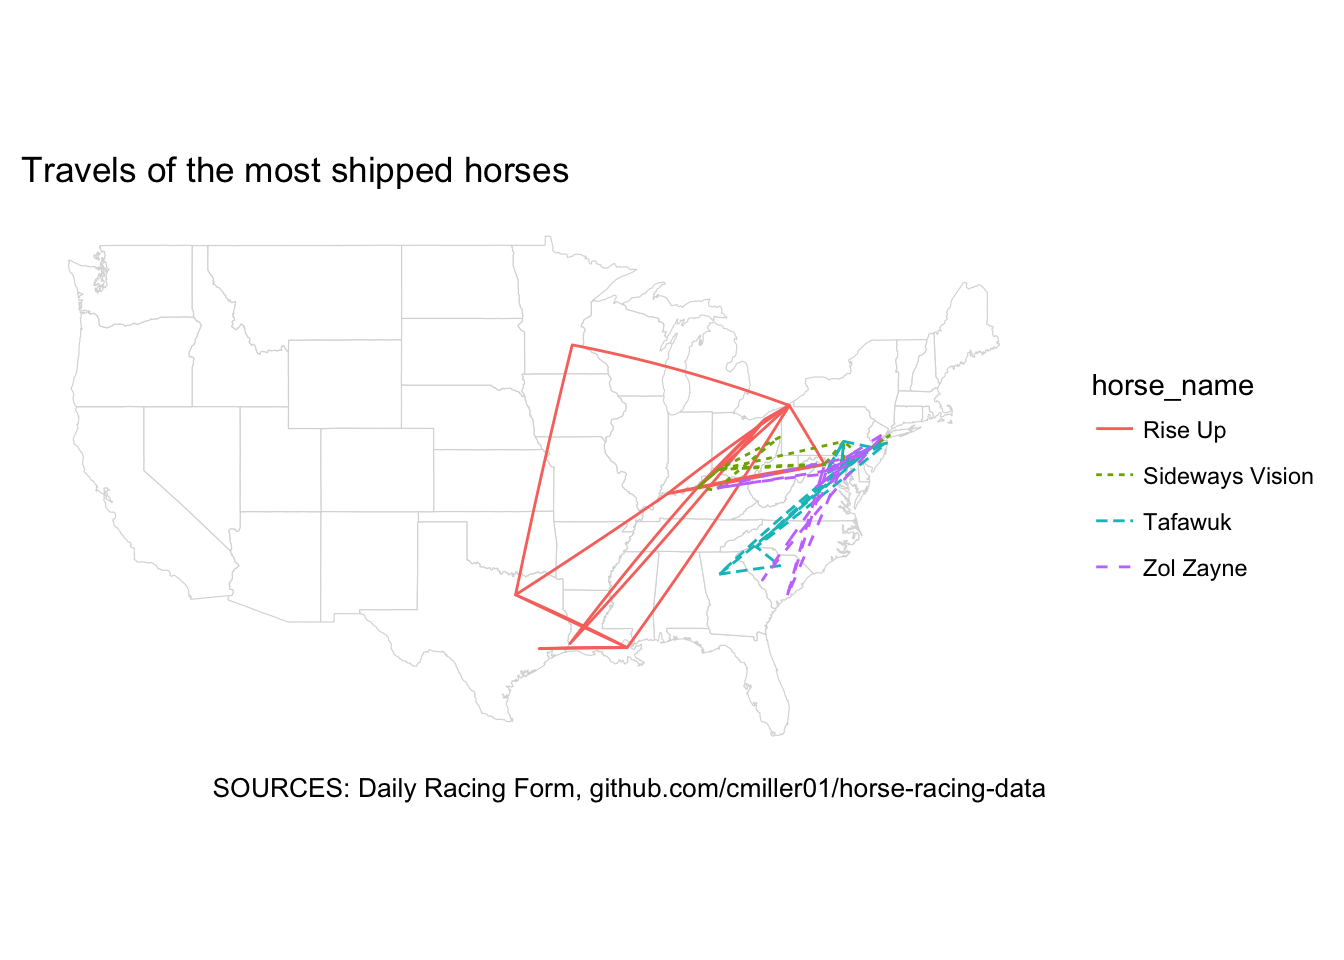 Travels of the most shipped horses
horse_name
Rise Up
Sideways Vision
Tafawuk
Zol Zayne
SOURCES: Daily Racing Form, github.com/cmiller01/horse-racing-data